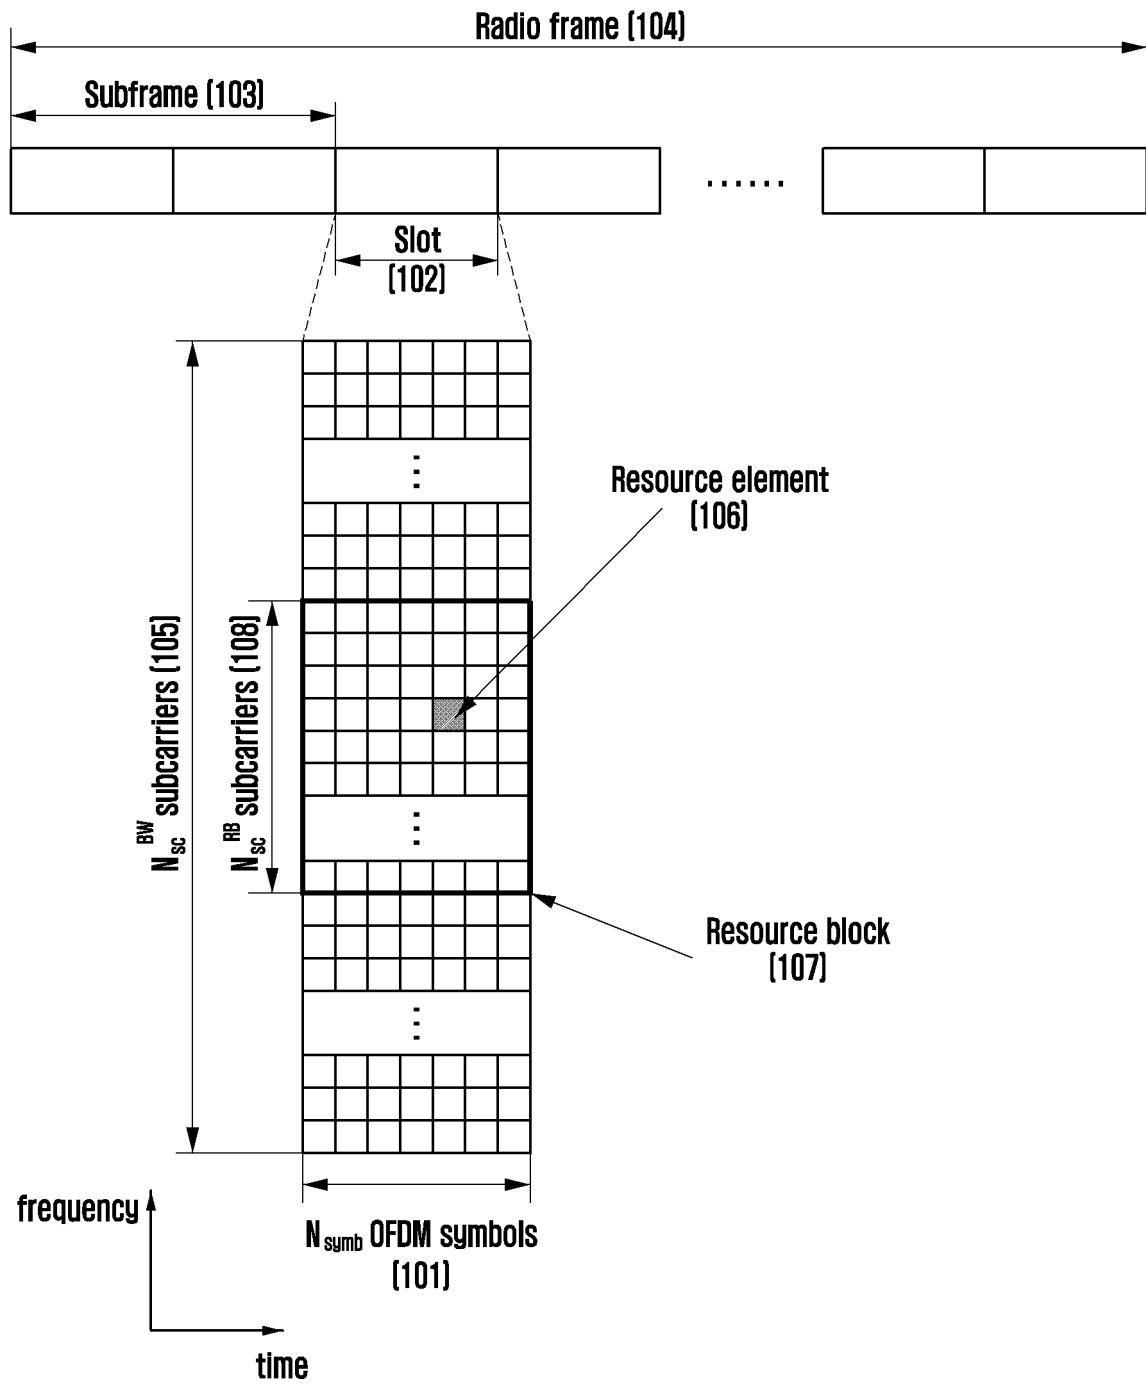 Radio frame (104)
Subframe (103)
......
Slot
(102)
Resource element
(106)
N_sc^BW subcarriers (105)
N_sc^RB subcarriers (108)
Resource block
(107)
frequency
N_symb OFDM symbols
(101)
time